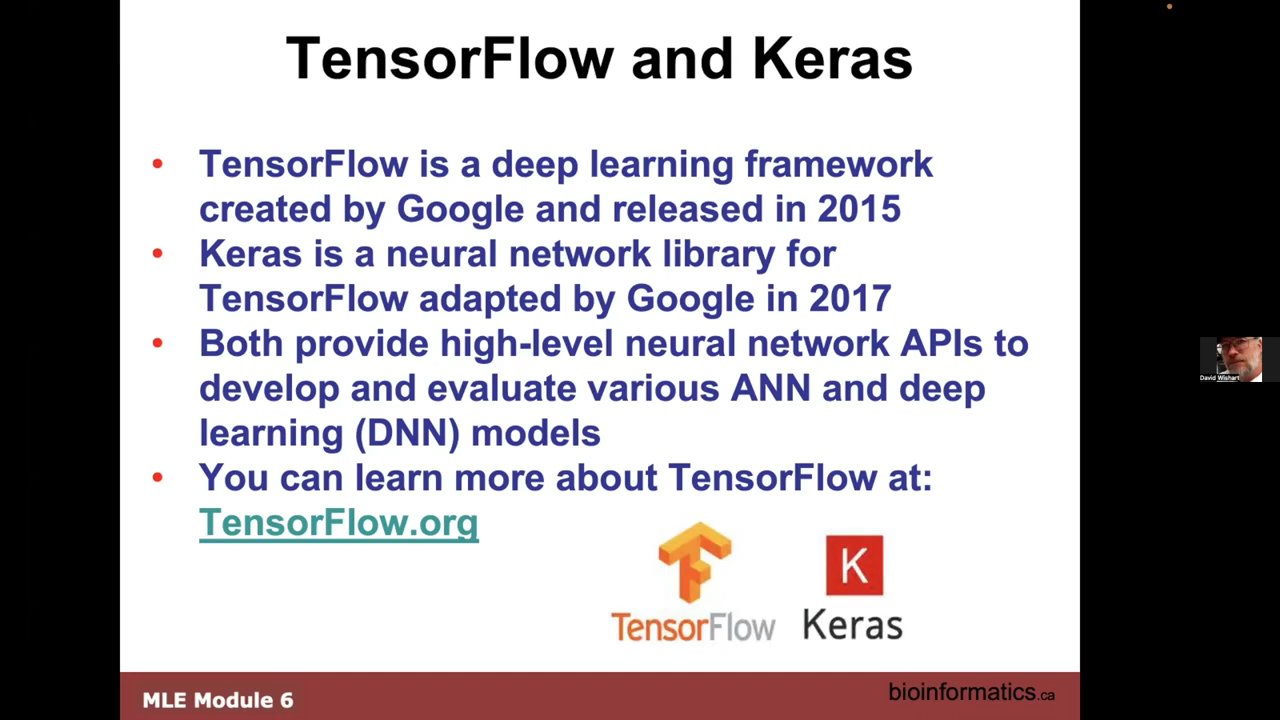 TensorFlow and Keras
• TensorFlow is a deep learning framework
created by Google and released in 2015
• Keras is a neural network library for
TensorFlow adapted by Google in 2017
• Both provide high-level neural network APIs to
develop and evaluate various ANN and deep
learning (DNN) models
• You can learn more about TensorFlow at:
TensorFlow.org
TensorFlow
K
Keras
David Wishart
MLE Module 6
bioinformatics.ca